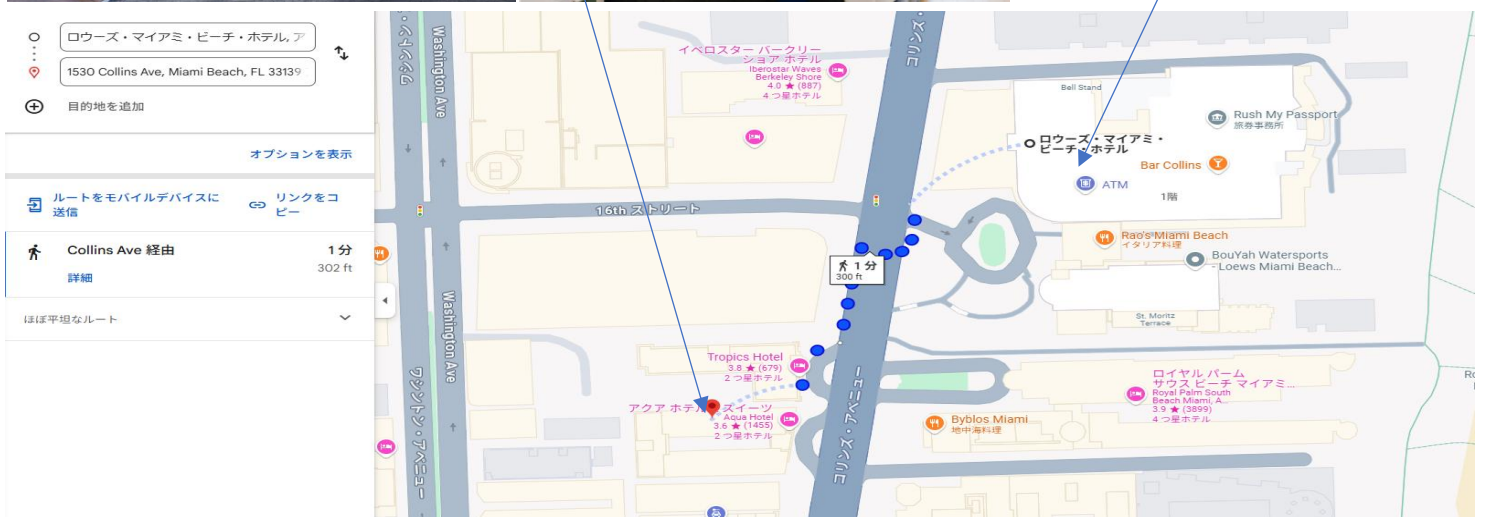 ロウーズ・マイアミ・ビーチ・ホテル, ア
1530 Collins Ave, Miami Beach, FL 33139
目的地を追加
オプションを表示
ルートをモバイルデバイスに
送信
リンクをコ
ピー
Collins Ave 経由
1 分
302 ft
詳細
ほぼ平坦なルート
ワシントン・
Washington Ave
イベロスター バークリー
ショア ホテル
Iberostar Waves
Berkeley Shore
4.0 ★ (887)
4 つ星ホテル
コリンズ・
Bell Stand
Rush My Passport
旅券事務所
ロウーズ・マイアミ・
ビーチ・ホテル
Bar Collins
ATM
1階
16th ストリート
Rao's Miami Beach
イタリア料理
BouYah Watersports
- Loews Miami Beach...
1 分
300 ft
St. Moritz
Terrace
Washington Ave
Tropics Hotel
3.8 ★ (679)
2 つ星ホテル
ワシントン・アベニュー
アクア ホテル
スイーツ
Aqua Hotel
3.6 ★ (1455)
2 つ星ホテル
コリンズ・アベニュー
Byblos Miami
地中海料理
ロイヤル パーム
サウス ビーチ マイアミ...
Royal Palm South
Beach Miami, A...
3.9 ★ (3899)
4 つ星ホテル